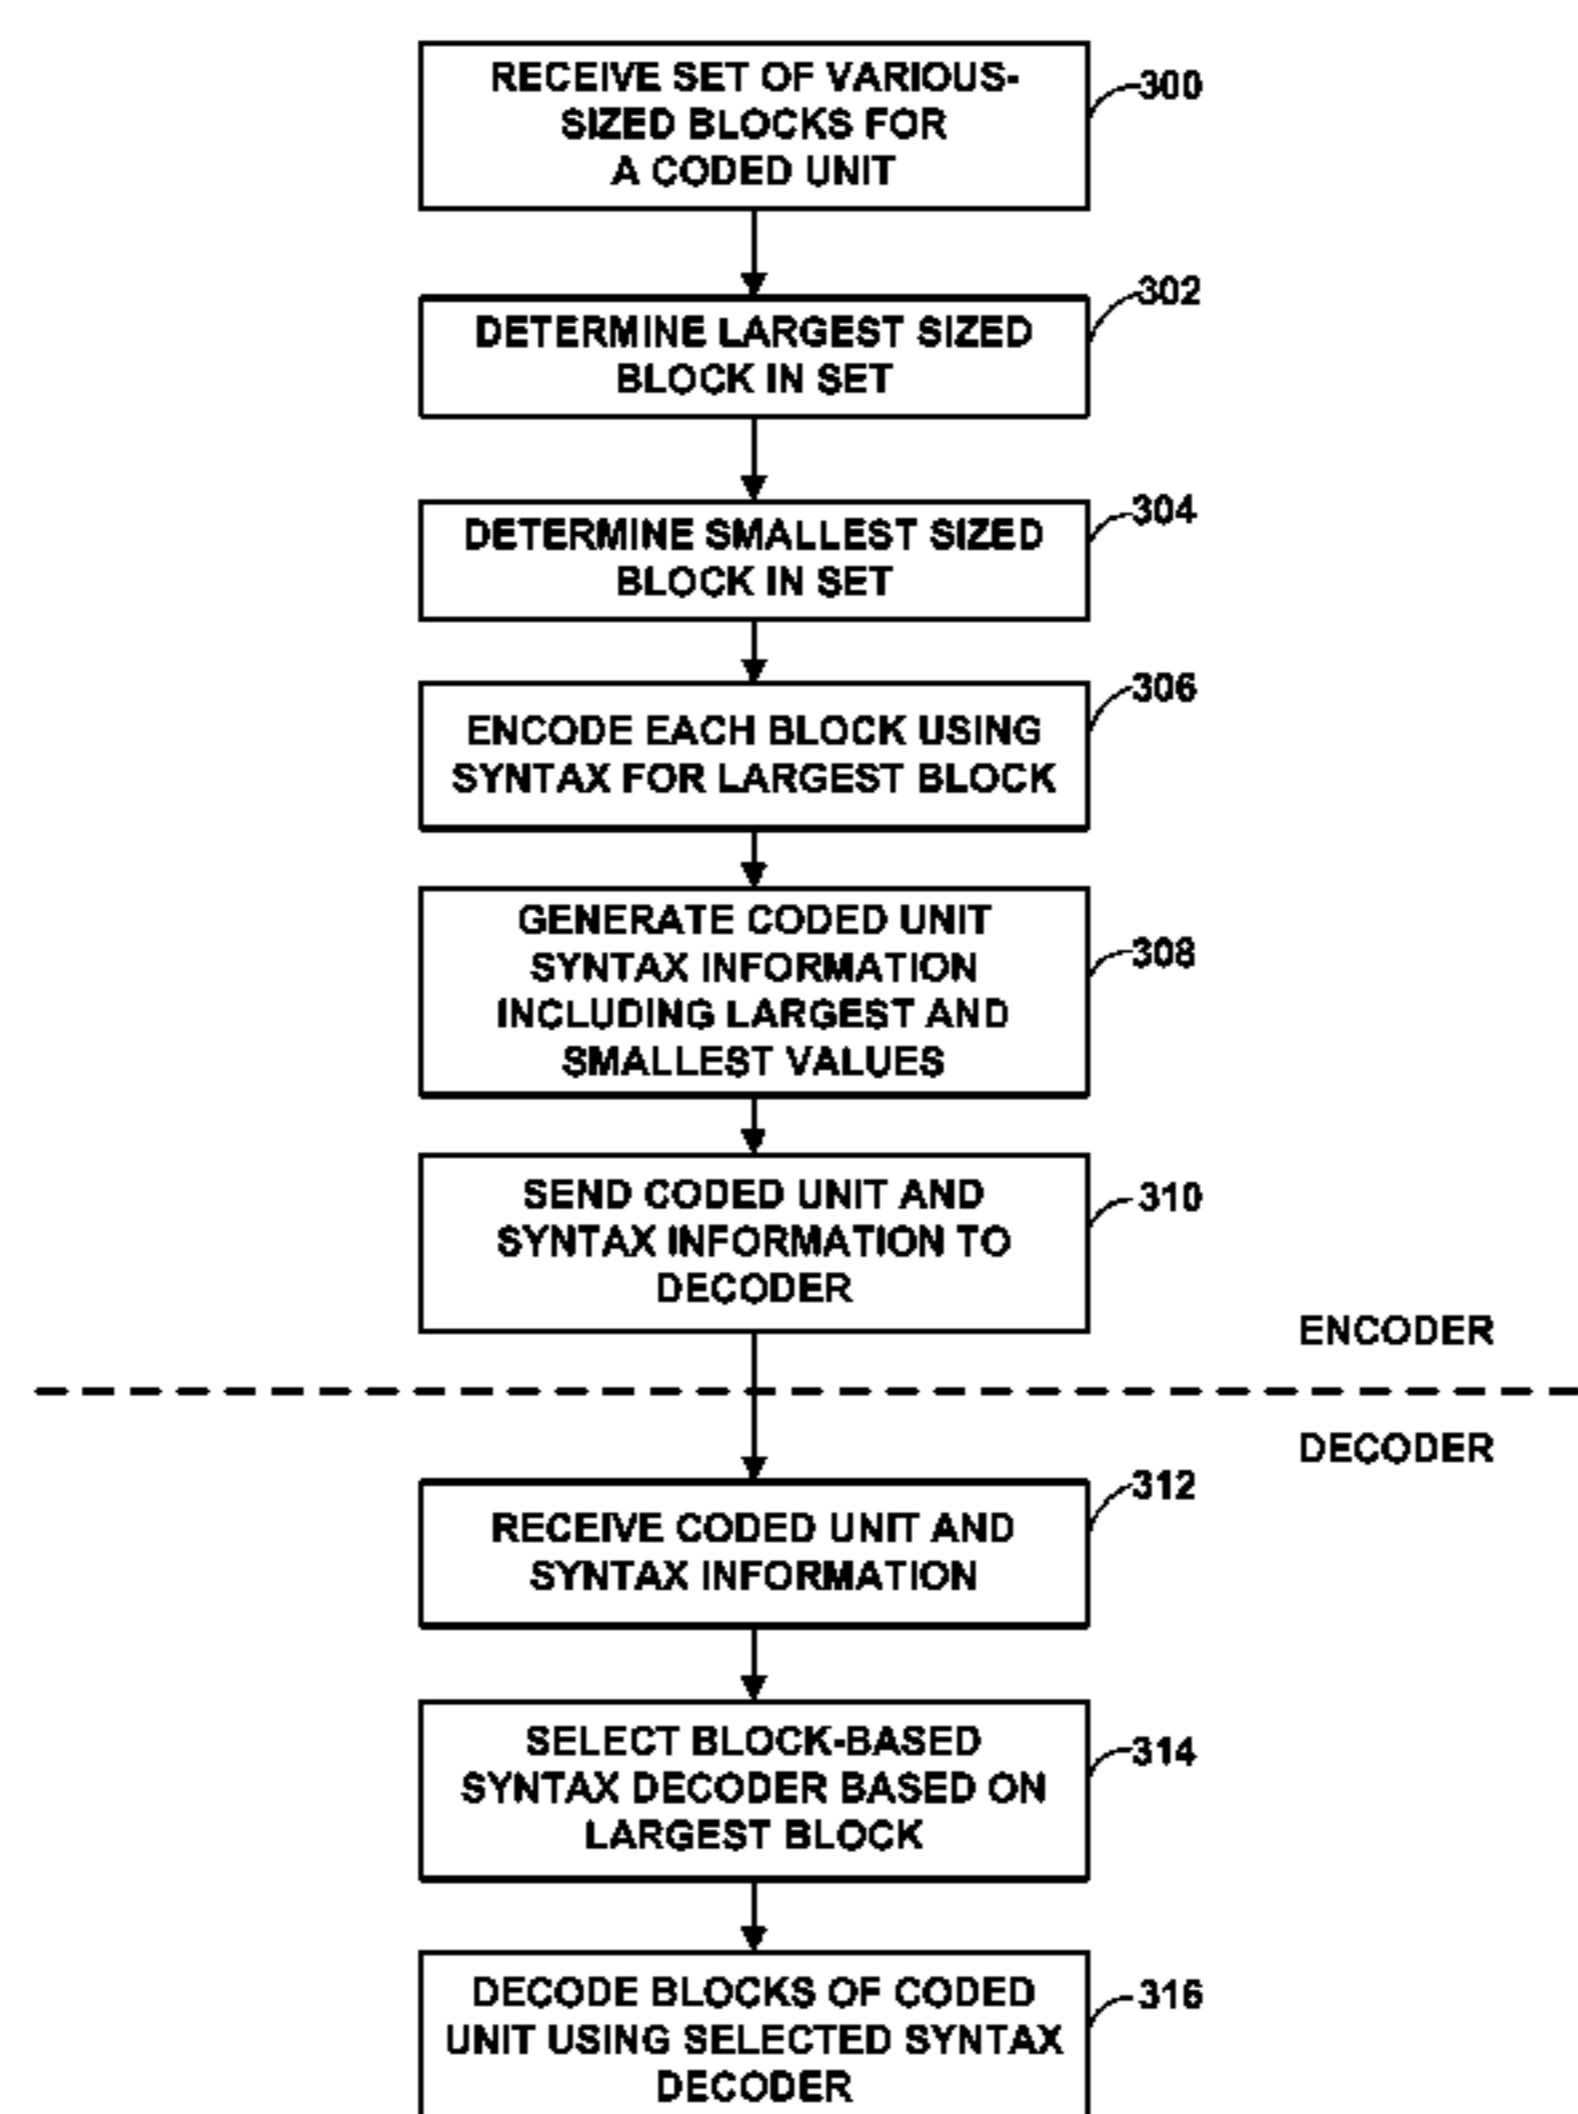 RECEIVE SET OF VARIOUS-
SIZED BLOCKS FOR
A CODED UNIT
300
DETERMINE LARGEST SIZED
BLOCK IN SET
302
DETERMINE SMALLEST SIZED
BLOCK IN SET
304
ENCODE EACH BLOCK USING
SYNTAX FOR LARGEST BLOCK
306
GENERATE CODED UNIT
SYNTAX INFORMATION
INCLUDING LARGEST AND
SMALLEST VALUES
308
SEND CODED UNIT AND
SYNTAX INFORMATION TO
DECODER
310
ENCODER
DECODER
RECEIVE CODED UNIT AND
SYNTAX INFORMATION
312
SELECT BLOCK-BASED
SYNTAX DECODER BASED ON
LARGEST BLOCK
314
DECODE BLOCKS OF CODED
UNIT USING SELECTED SYNTAX
DECODER
316